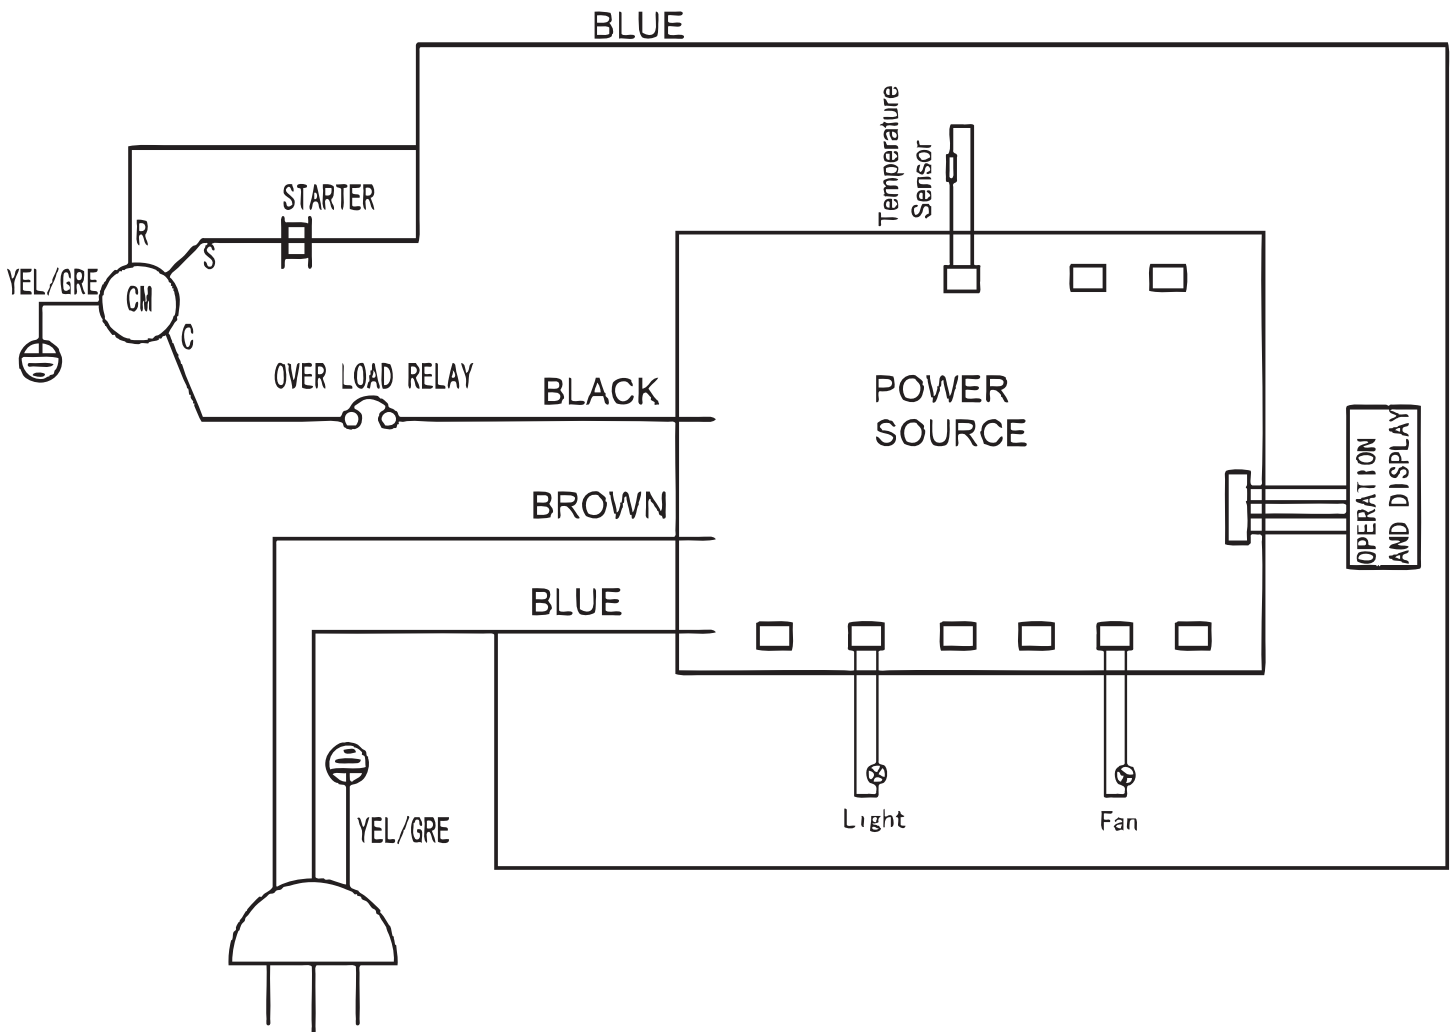 BLUE
Temperature
Sensor
STARTER
R
S
YEL/GRE
CM
C
OVER LOAD RELAY
BLACK
POWER
SOURCE
OPERATION
AND DISPLAY
BROWN
BLUE
Light
Fan
YEL/GRE